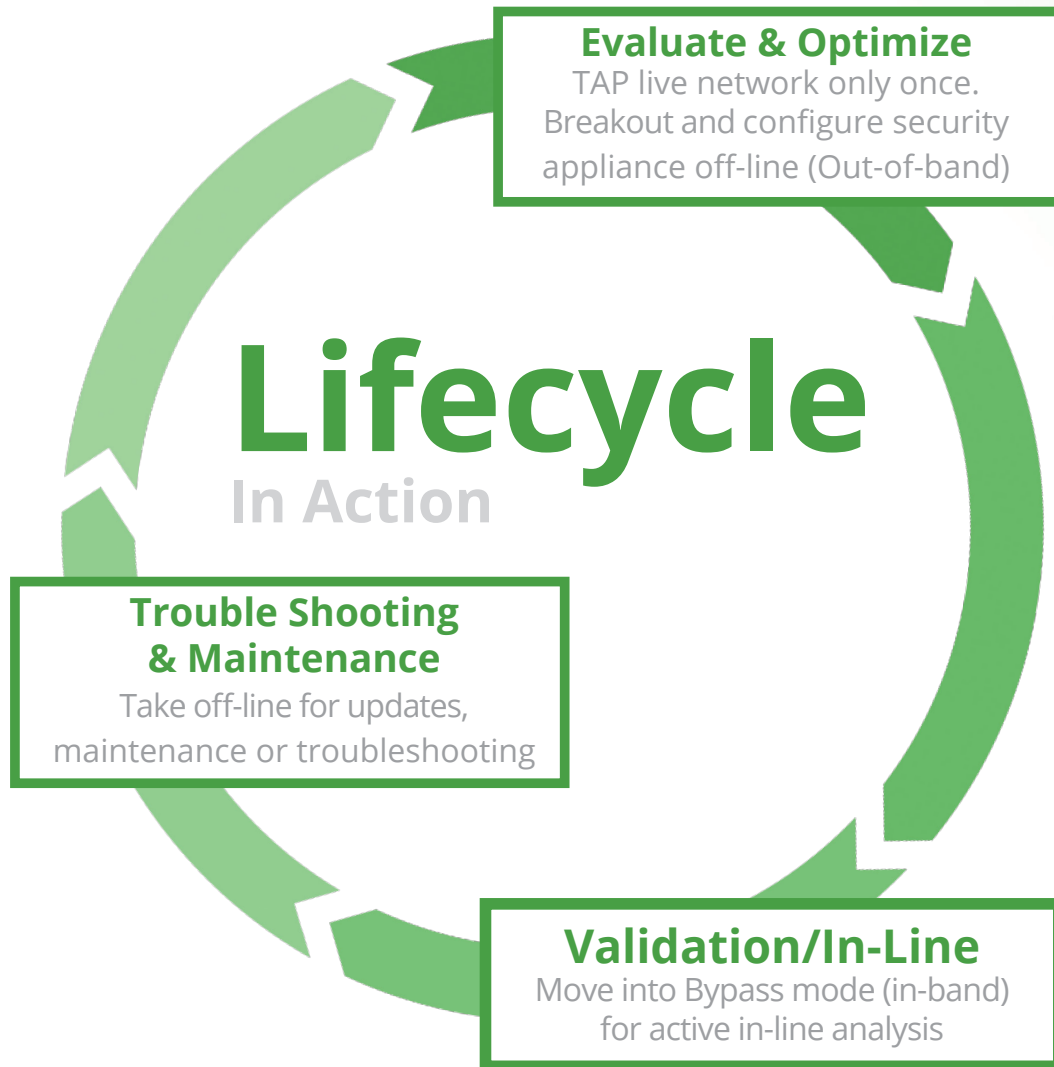 Evaluate & Optimize
TAP live network only once.
Breakout and configure security
appliance off-line (Out-of-band)
Lifecycle
In Action
Trouble Shooting
& Maintenance
Take off-line for updates,
maintenance or troubleshooting
Validation/In-Line
Move into Bypass mode (in-band)
for active in-line analysis